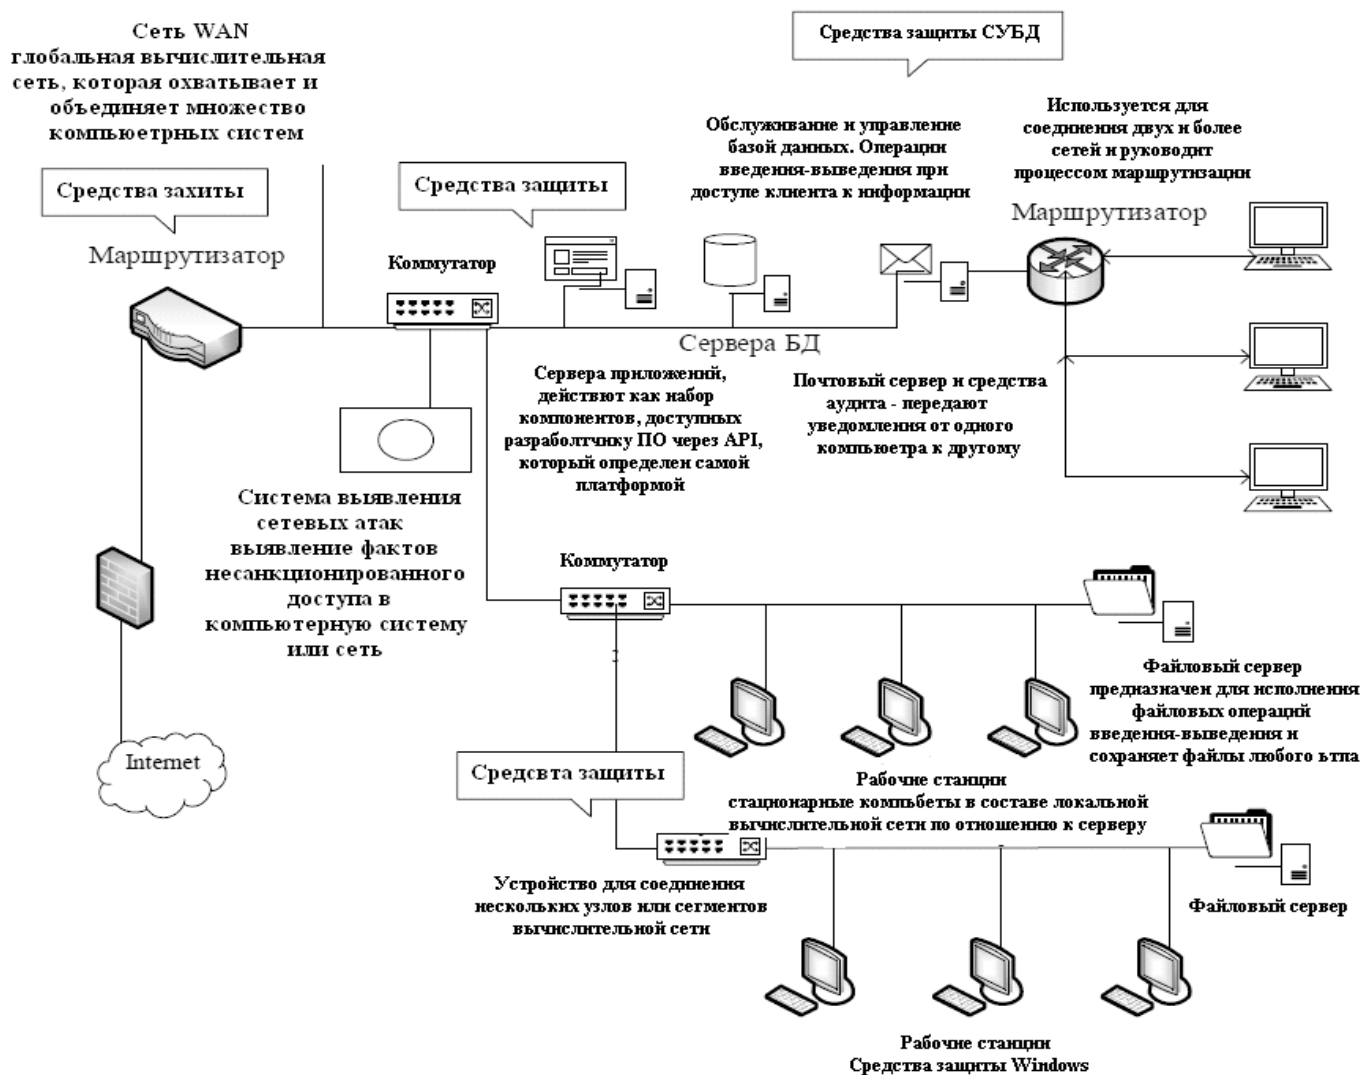 Сеть WAN
глобальная вычислительная
сеть, которая охватывает и
объединяет множество
компьюетрных систем
Средства захиты
Маршрутизатор
Средства защиты
Коммутатор
Средства защиты СУБД
Обслуживание и управление
базой данных. Операции
введения-выведения при
доступе клиента к информации
Используется для
соединения двух и более
сетей и руководит
процессом маршрутизации
Маршрутизатор
Сервера БД
Сервера приложений,
действют как набор
компонентов, доступных
разработчику ПО через API,
который определен самой
платформой
Почтовый сервер и средства
аудита - передают
уведомления от одного
компьюетра к другому
Система выявления
сетевых атак
выявление фактов
несанкционированного
доступа в
компьютерную систему
или сеть
Internet
Коммутатор
Файловый сервер
предназначен для исполнения
файловых операций
введения-выведения и
сохраняет файлы любого ьтпа
Средсвта защиты
Рабочие станции
стационарные компьбеты в составе локальной
вычислительной сети по отношению к серверу
Устройство для соединения
нескольких узлов или сегментов
вычислительной сети
Файловый сервер
Рабочие станции
Средства защиты Windows